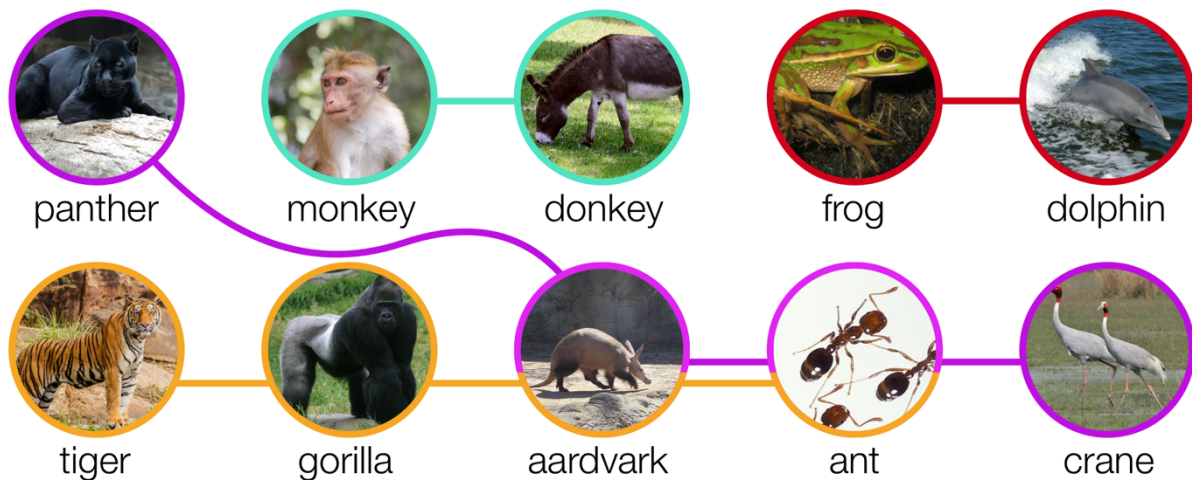 panther
monkey
donkey
frog
dolphin
tiger
gorilla
aardvark
ant
crane